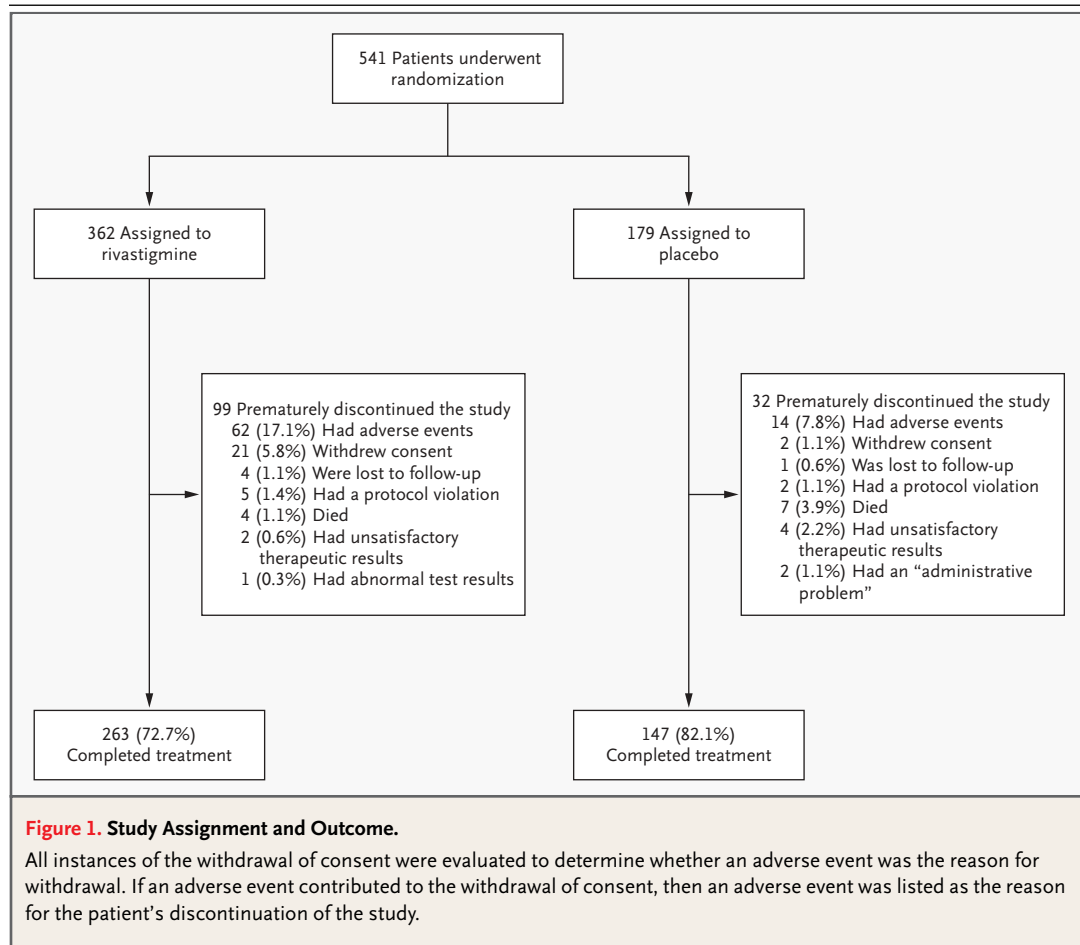 541 Patients underwent
randomization
362 Assigned to
rivastigmine
179 Assigned to
placebo
99 Prematurely discontinued the study
62 (17.1%) Had adverse events
21 (5.8%) Withdrew consent
4 (1.1%) Were lost to follow-up
5 (1.4%) Had a protocol violation
4 (1.1%) Died
2 (0.6%) Had unsatisfactory
therapeutic results
1 (0.3%) Had abnormal test results
32 Prematurely discontinued the study
14 (7.8%) Had adverse events
2 (1.1%) Withdrew consent
1 (0.6%) Was lost to follow-up
2 (1.1%) Had a protocol violation
7 (3.9%) Died
4 (2.2%) Had unsatisfactory
therapeutic results
2 (1.1%) Had an “administrative
problem”
263 (72.7%)
Completed treatment
147 (82.1%)
Completed treatment
Figure 1. Study Assignment and Outcome.
All instances of the withdrawal of consent were evaluated to determine whether an adverse event was the reason for
withdrawal. If an adverse event contributed to the withdrawal of consent, then an adverse event was listed as the reason
for the patient’s discontinuation of the study.